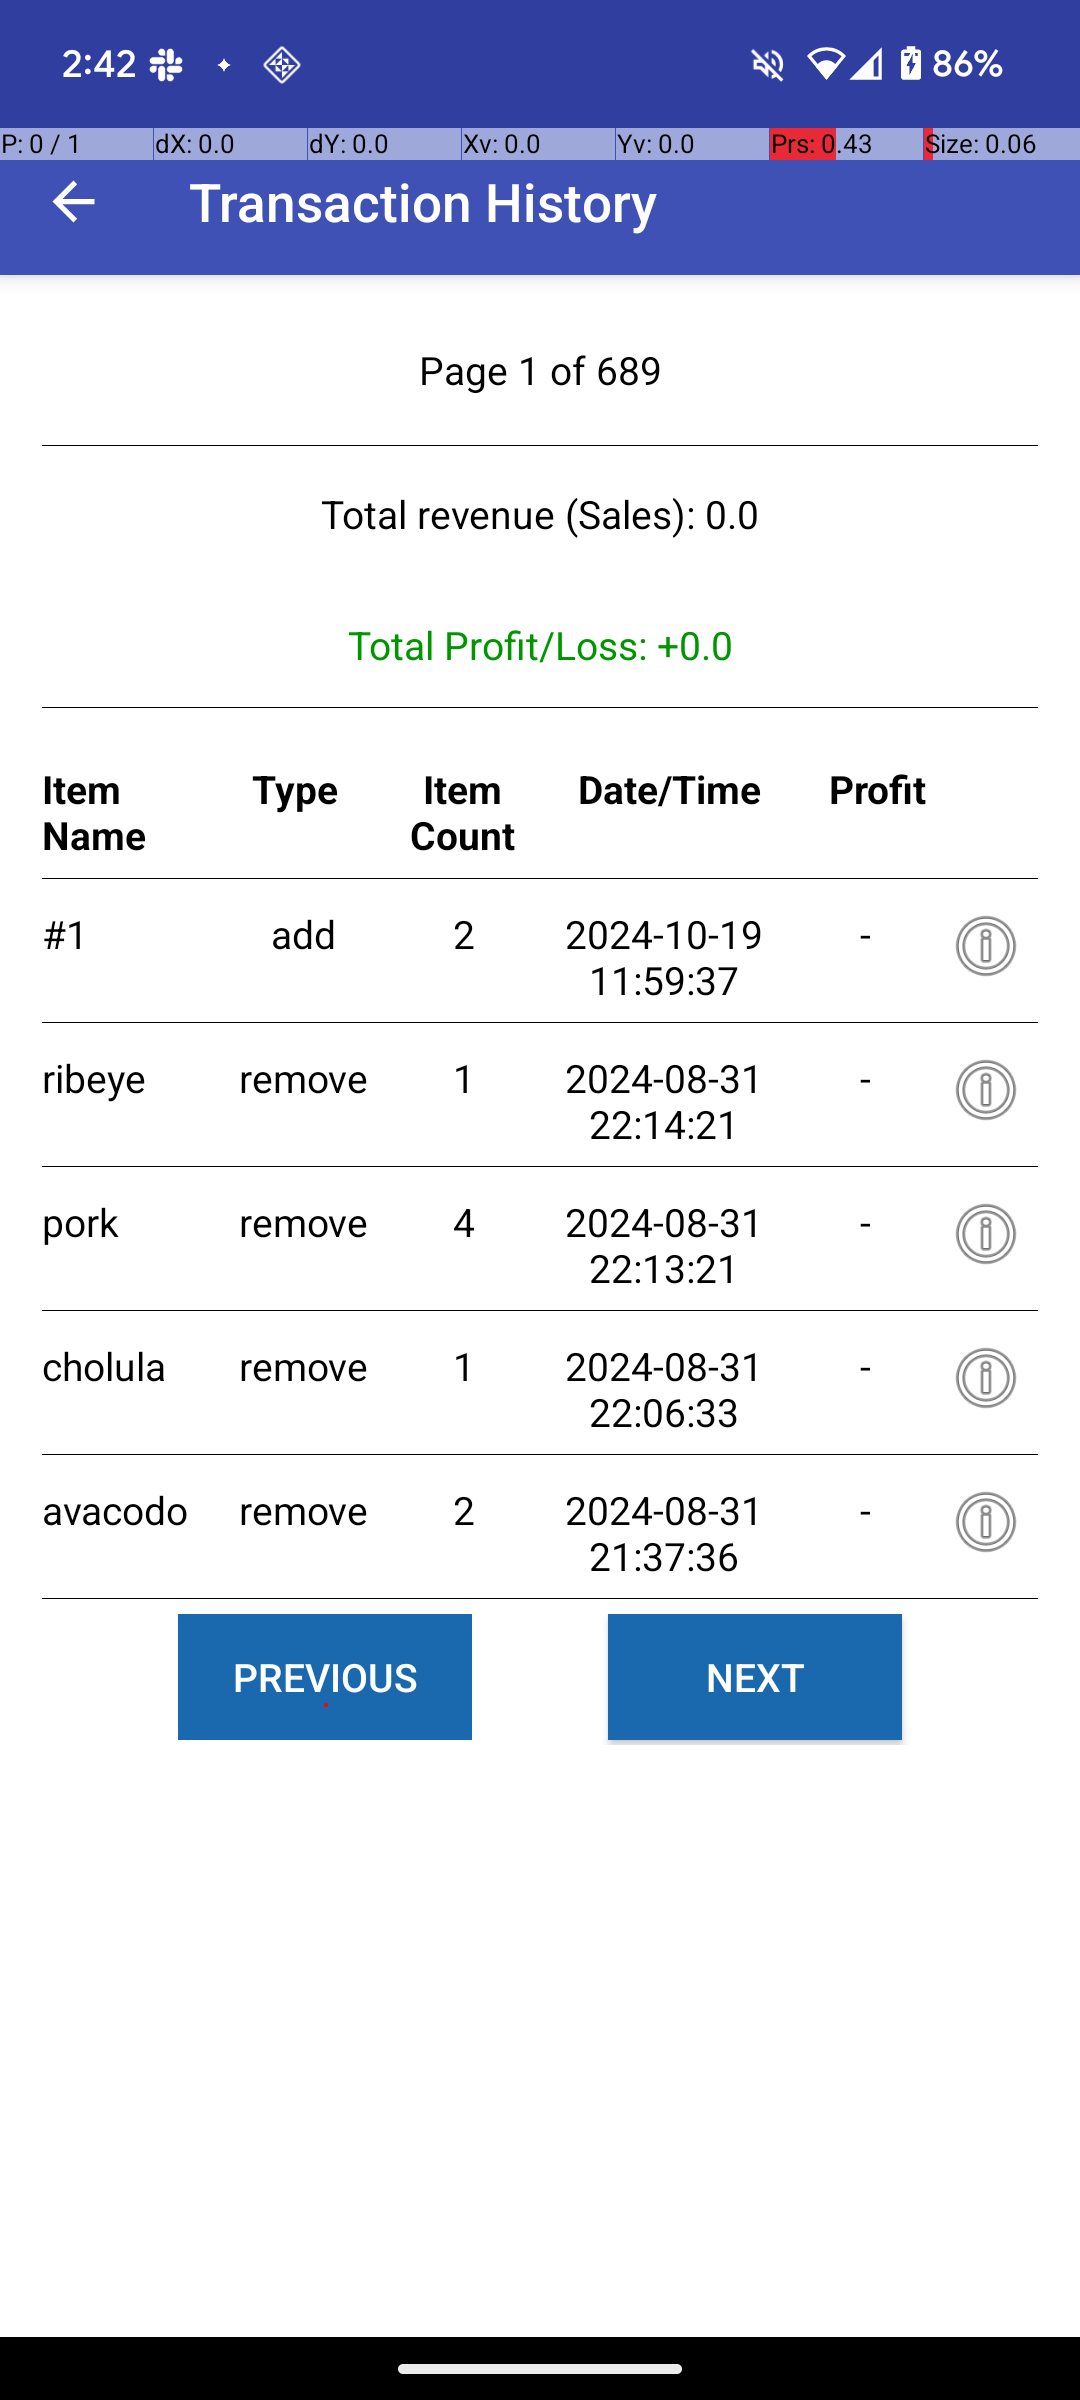 2:42 86%
P: 0 / 1 dX: 0.0 dY: 0.0 Xv: 0.0 Yv: 0.0 Prs: 0.43 Size: 0.06
Transaction History
Page 1 of 689
Total revenue (Sales): 0.0
Total Profit/Loss: +0.0
Item Name Type Item Count Date/Time Profit
#1 add 2 2024-10-19 11:59:37 -
ribeye remove 1 2024-08-31 22:14:21 -
pork remove 4 2024-08-31 22:13:21 -
cholula remove 1 2024-08-31 22:06:33 -
avacodo remove 2 2024-08-31 21:37:36 -
PREVIOUS NEXT